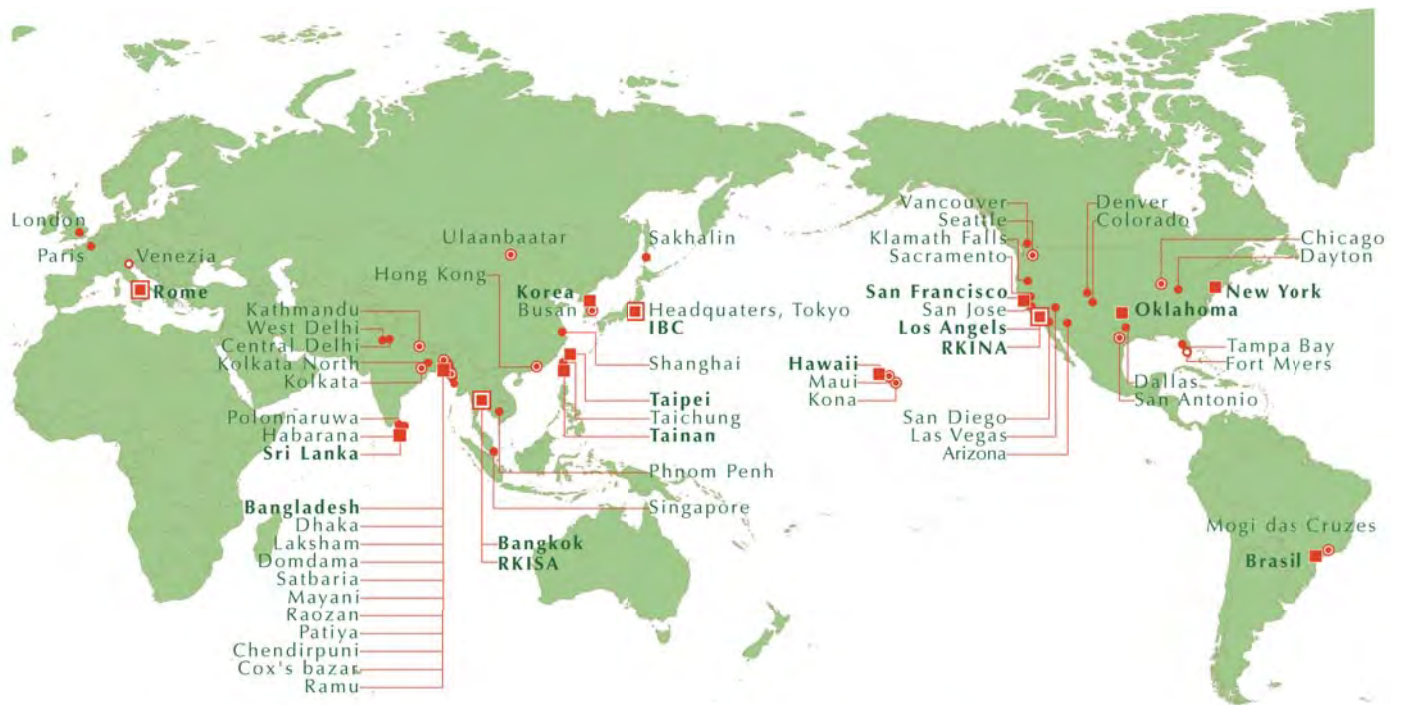 London
Paris
Venezia
Rome
Ulaanbaatar
Hong Kong
Sakhalin
Korea
Busan
Headquaters, Tokyo
IBC
Kathmandu
West Delhi
Central Delhi
Kolkata North
Kolkata
Shanghai
Taipei
Taichung
Tainan
Polonnaruwa
Habarana
Sri Lanka
Phnom Penh
Singapore
Bangladesh
Dhaka
Laksham
Domdama
Satbaria
Mayani
Raozan
Patiya
Chendirpuni
Cox's bazar
Ramu
Bangkok
RKISA
Vancouver
Seattle
Klamath Falls
Sacramento
San Francisco
San Jose
Los Angels
RKINA
Denver
Colorado
Chicago
Dayton
New York
Oklahoma
Hawaii
Maui
Kona
Tampa Bay
Fort Myers
Dallas
San Antonio
San Diego
Las Vegas
Arizona
Mogi das Cruzes
Brasil